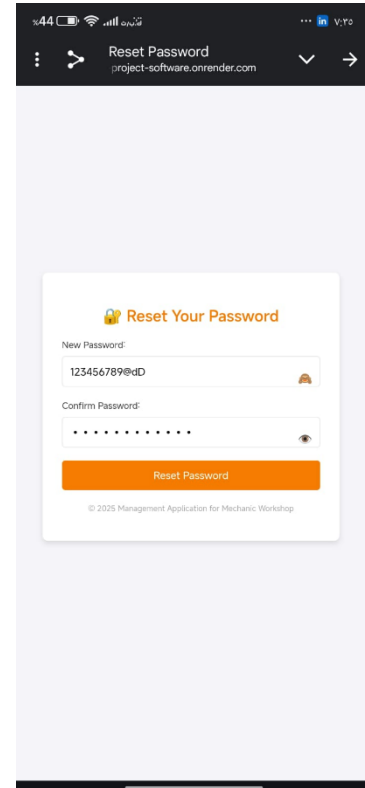 %44 ... ٧:٢٥
Reset Password
project-software.onrender.com
🔐 Reset Your Password
New Password:
123456789@dD
Confirm Password:
••••••••••••
Reset Password
© 2025 Management Application for Mechanic Workshop